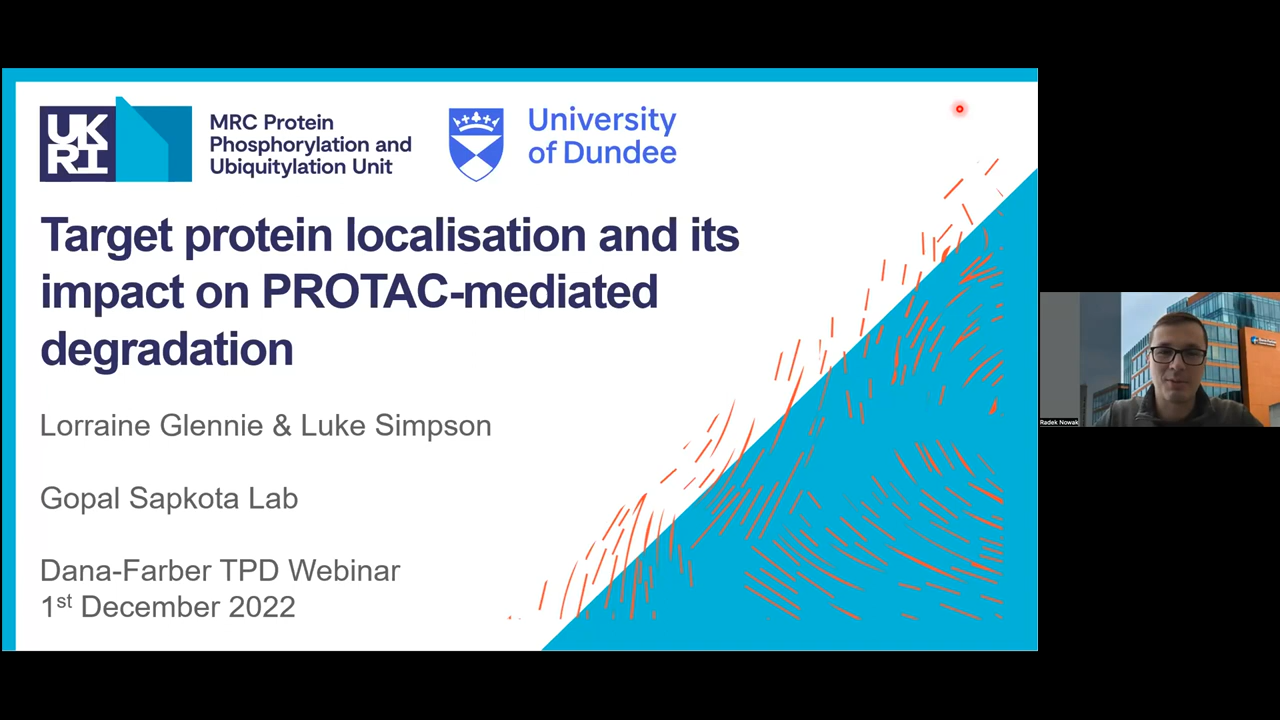 UK
RI
MRC Protein
Phosphorylation and
Ubiquitylation Unit
University
of Dundee
Target protein localisation and its
impact on PROTAC-mediated
degradation
Lorraine Glennie & Luke Simpson
Gopal Sapkota Lab
Dana-Farber TPD Webinar
1st December 2022
Radek Nowak